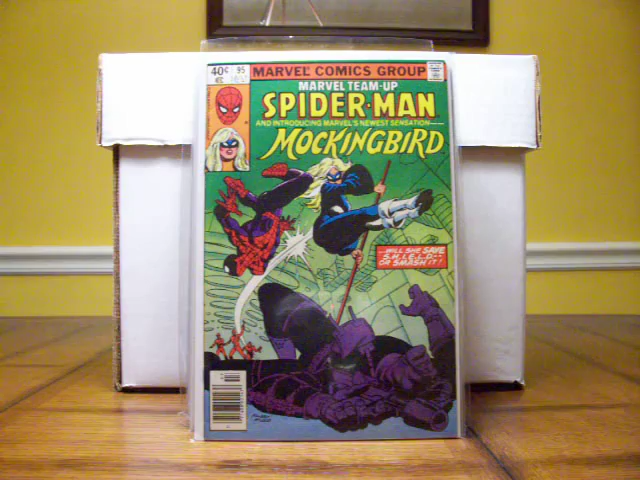 40¢ 95
MARVEL COMICS GROUP
MARVEL TEAM-UP
SPIDER-MAN
AND INTRODUCING MARVEL'S NEWEST SENSATION—
MOCKINGBIRD
...WILL SHE SAVE
S.H.I.E.L.D.--
OR SMASH IT!